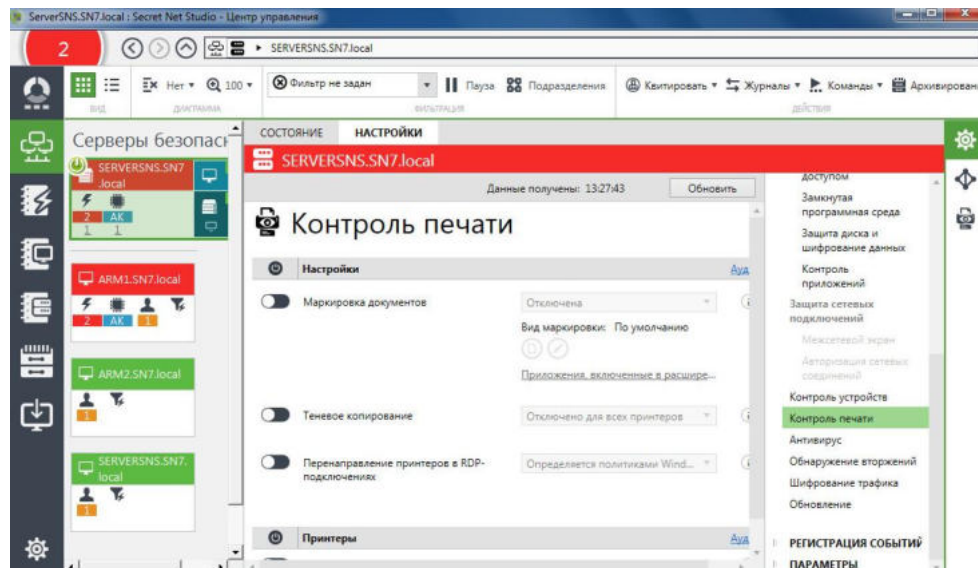 ServerSNS.SN7.local : Secret Net Studio - Центр управления
2
SERVERSNS.SN7.local
Нет
100
Фильтр не задан
Пауза
Подразделения
Квитировать
Журналы
Команды
Архивирован
ВИД
ДИАГРАММА
ФИЛЬТРАЦИЯ
ДЕЙСТВИЯ
Серверы безопасн
SERVERSNS.SN7
.local
2 АК
1 1
ARM1.SN7.local
2 АК 1
ARM2.SN7.local
1
SERVERSNS.SN7.
local
1
СОСТОЯНИЕ
НАСТРОЙКИ
SERVERSNS.SN7.local
Данные получены: 13:27:43
Обновить
Контроль печати
Настройки
Ауд
Маркировка документов
Отключена
Вид маркировки: По умолчанию
Приложения, включенные в расшире...
Теневое копирование
Отключено для всех принтеров
Перенаправление принтеров в RDP-
подключениях
Определяется политиками Wind...
Принтеры
Ауд
доступом
Замкнутая
программная среда
Защита диска и
шифрование данных
Контроль
приложений
Защита сетевых
подключений
Межсетевой экран
Авторизация сетевых
соединений
Контроль устройств
Контроль печати
Антивирус
Обнаружение вторжений
Шифрование трафика
Обновление
РЕГИСТРАЦИЯ СОБЫТИЙ
ПАРАМЕТРЫ